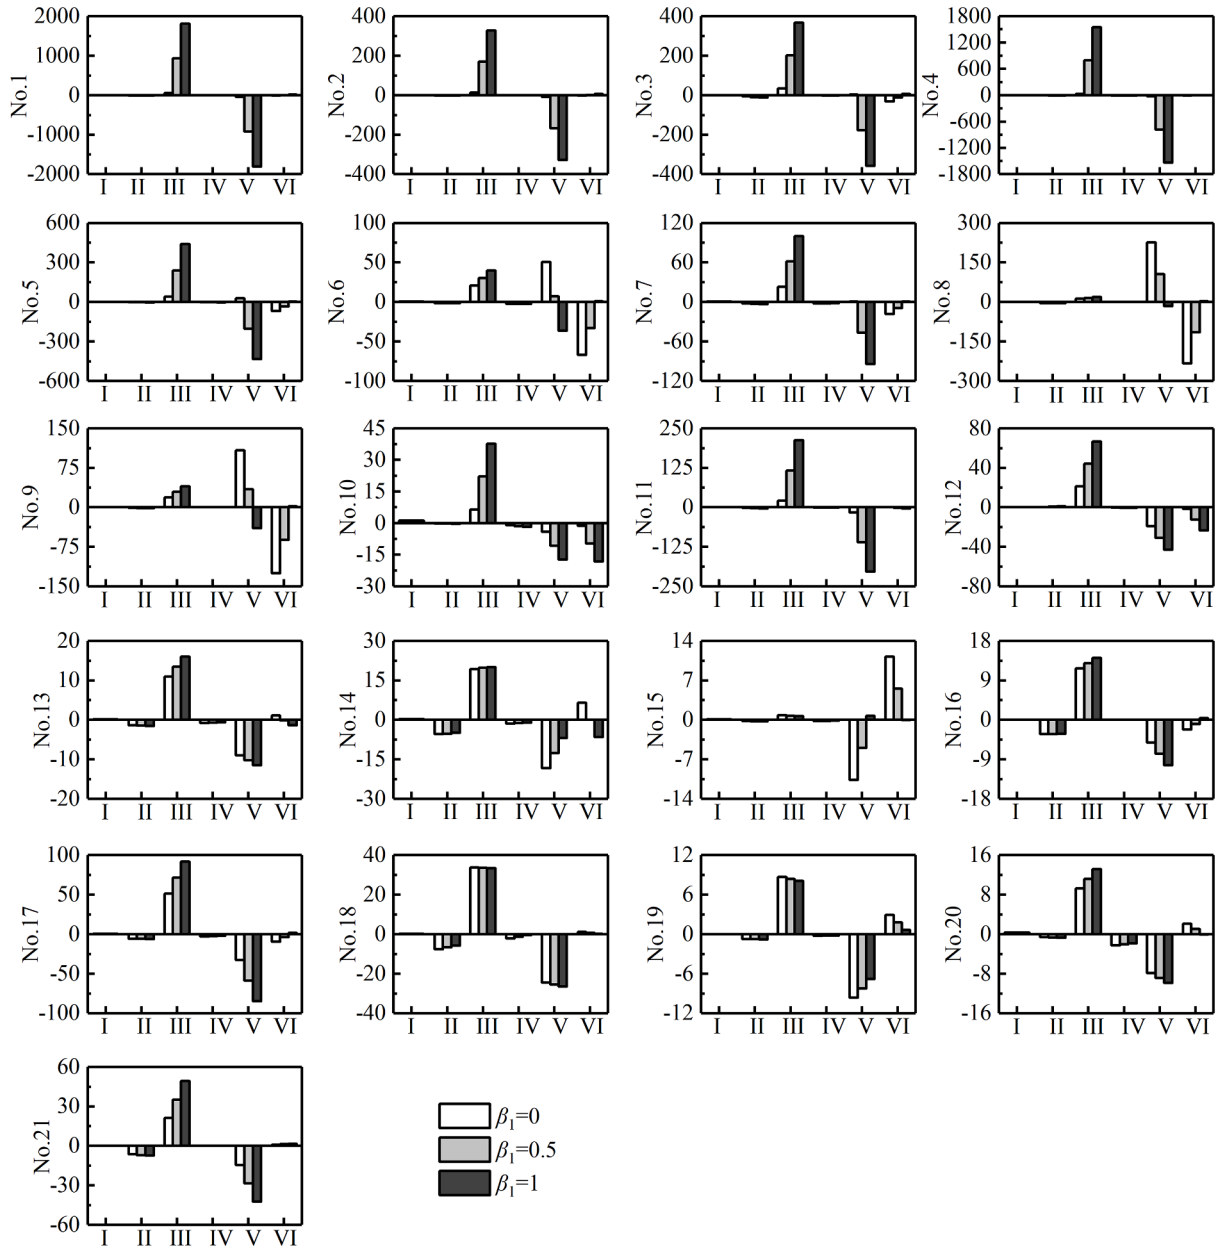 No.1
2000
1000
0
-1000
-2000
I II III IV V VI
No.2
400
200
0
-200
-400
I II III IV V VI
No.3
400
200
0
-200
-400
I II III IV V VI
No.4
1800
1200
600
0
-600
-1200
-1800
I II III IV V VI
No.5
600
300
0
-300
-600
I II III IV V VI
No.6
100
50
0
-50
-100
I II III IV V VI
No.7
120
60
0
-60
-120
I II III IV V VI
No.8
300
150
0
-150
-300
I II III IV V VI
No.9
150
75
0
-75
-150
I II III IV V VI
No.10
45
30
15
0
-15
-30
I II III IV V VI
No.11
250
125
0
-125
-250
I II III IV V VI
No.12
80
40
0
-40
-80
I II III IV V VI
No.13
20
10
0
-10
-20
I II III IV V VI
No.14
30
15
0
-15
-30
I II III IV V VI
No.15
14
7
0
-7
-14
I II III IV V VI
No.16
18
9
0
-9
-18
I II III IV V VI
No.17
100
50
0
-50
-100
I II III IV V VI
No.18
40
20
0
-20
-40
I II III IV V VI
No.19
12
6
0
-6
-12
I II III IV V VI
No.20
16
8
0
-8
-16
I II III IV V VI
No.21
60
30
0
-30
-60
I II III IV V VI
β₁=0
β₁=0.5
β₁=1